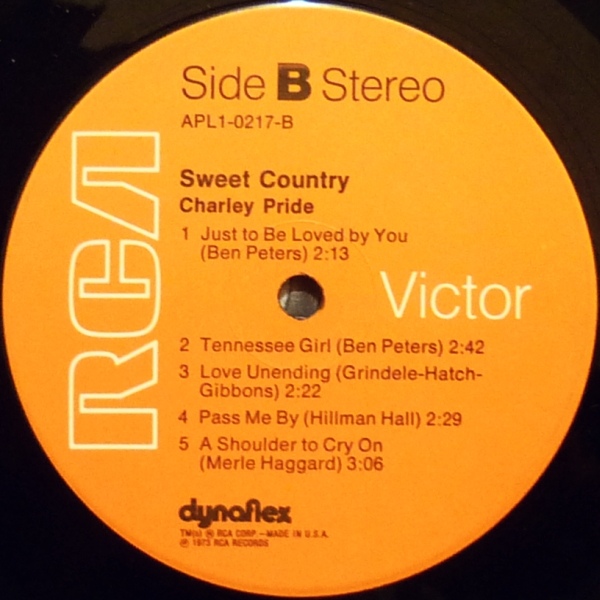 Side B Stereo
APL1-0217-B
Sweet Country
Charley Pride
1 Just to Be Loved by You
(Ben Peters) 2:13
RCA
Victor
2 Tennessee Girl (Ben Peters) 2:42
3 Love Unending (Grindele-Hatch-
Gibbons) 2:22
4 Pass Me By (Hillman Hall) 2:29
5 A Shoulder to Cry On
(Merle Haggard) 3:06
dynaflex
TM(s) ® RCA CORP.—MADE IN U.S.A.
℗ 1973 RCA RECORDS